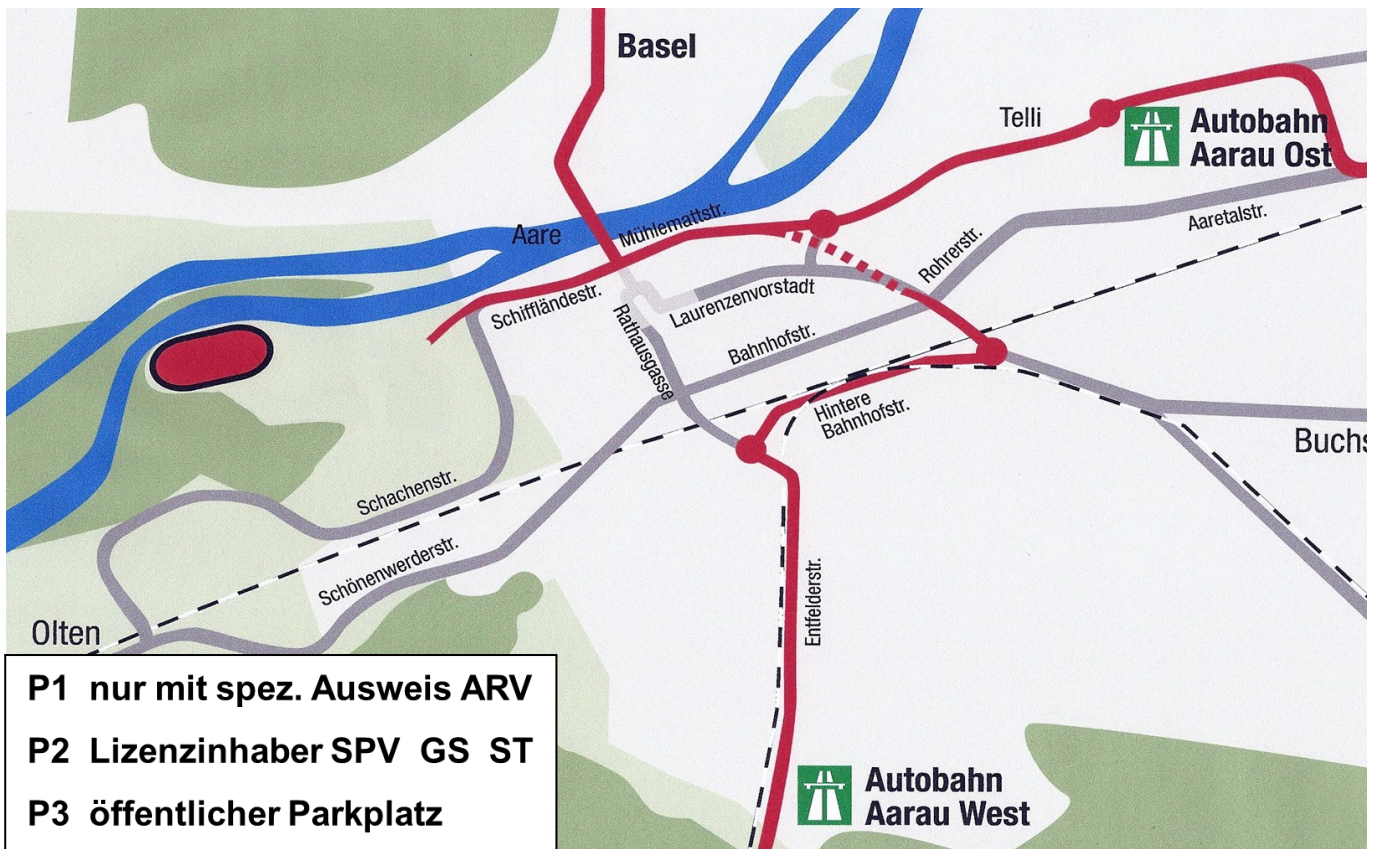 Basel
Telli
Autobahn
Aarau Ost
Aare
Mühlemattstr.
Aaretalstr.
Rohrerstr.
Schiffländestr.
Laurenzenvorstadt
Rathausgasse
Bahnhofstr.
Hintere
Bahnhofstr.
Buchs
Schachenstr.
Schönenwerderstr.
Entfelderstr.
Olten
P1 nur mit spez. Ausweis ARV
P2 Lizenzinhaber SPV GS ST
P3 öffentlicher Parkplatz
Autobahn
Aarau West